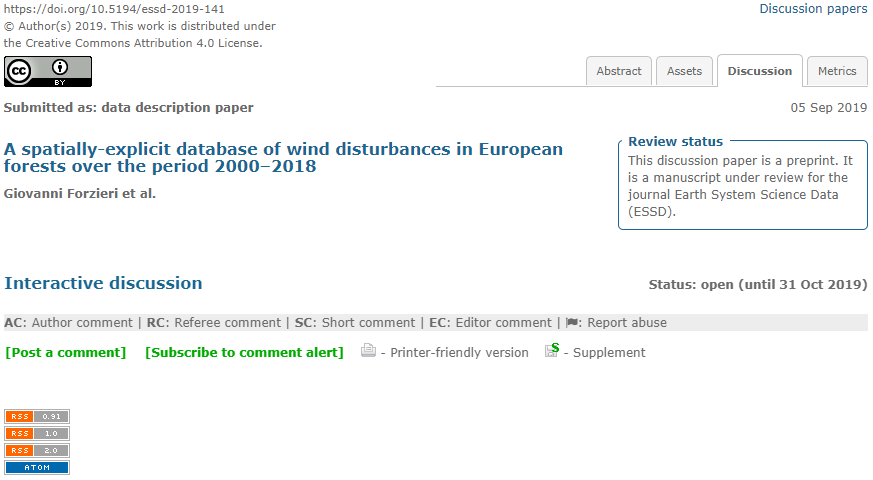 https://doi.org/10.5194/essd-2019-141
Discussion papers
© Author(s) 2019. This work is distributed under
the Creative Commons Attribution 4.0 License.
cc BY
Abstract
Assets
Discussion
Metrics
Submitted as: data description paper
05 Sep 2019
A spatially-explicit database of wind disturbances in European
forests over the period 2000–2018
Giovanni Forzieri et al.
Review status
This discussion paper is a preprint. It
is a manuscript under review for the
journal Earth System Science Data
(ESSD).
Interactive discussion
Status: open (until 31 Oct 2019)
AC: Author comment | RC: Referee comment | SC: Short comment | EC: Editor comment | : Report abuse
[Post a comment] [Subscribe to comment alert] - Printer-friendly version S - Supplement
RSS 0.91
RSS 1.0
RSS 2.0
ATOM